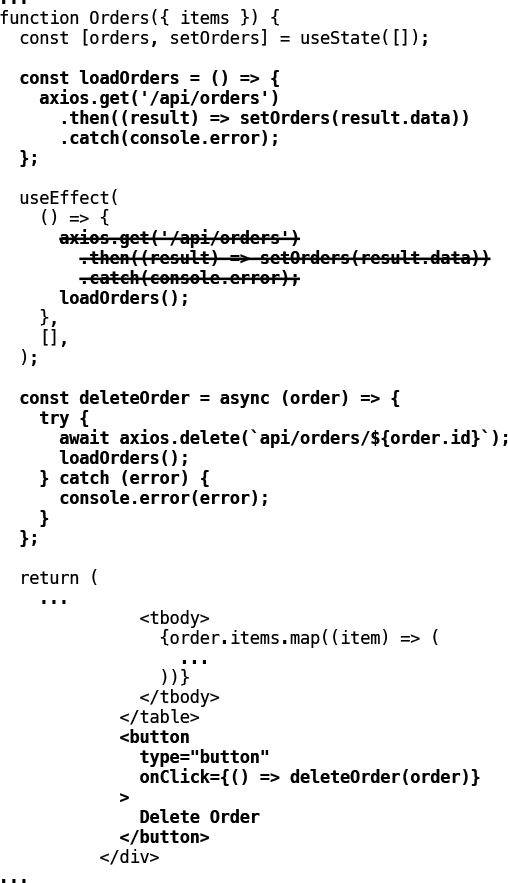 ...
function Orders({ items }) {
  const [orders, setOrders] = useState([]);

  const loadOrders = () => {
    axios.get('/api/orders')
      .then((result) => setOrders(result.data))
      .catch(console.error);
  };

  useEffect(
    () => {
      axios.get('/api/orders')
        .then((result) => setOrders(result.data))
        .catch(console.error);
      loadOrders();
    },
    [],
  );

  const deleteOrder = async (order) => {
    try {
      await axios.delete(`api/orders/${order.id}`);
      loadOrders();
    } catch (error) {
      console.error(error);
    }
  };

  return (
    ...
              <tbody>
                {order.items.map((item) => (
                  ...
                ))}
              </tbody>
            </table>
            <button
              type="button"
              onClick={() => deleteOrder(order)}
            >
              Delete Order
            </button>
          </div>
...